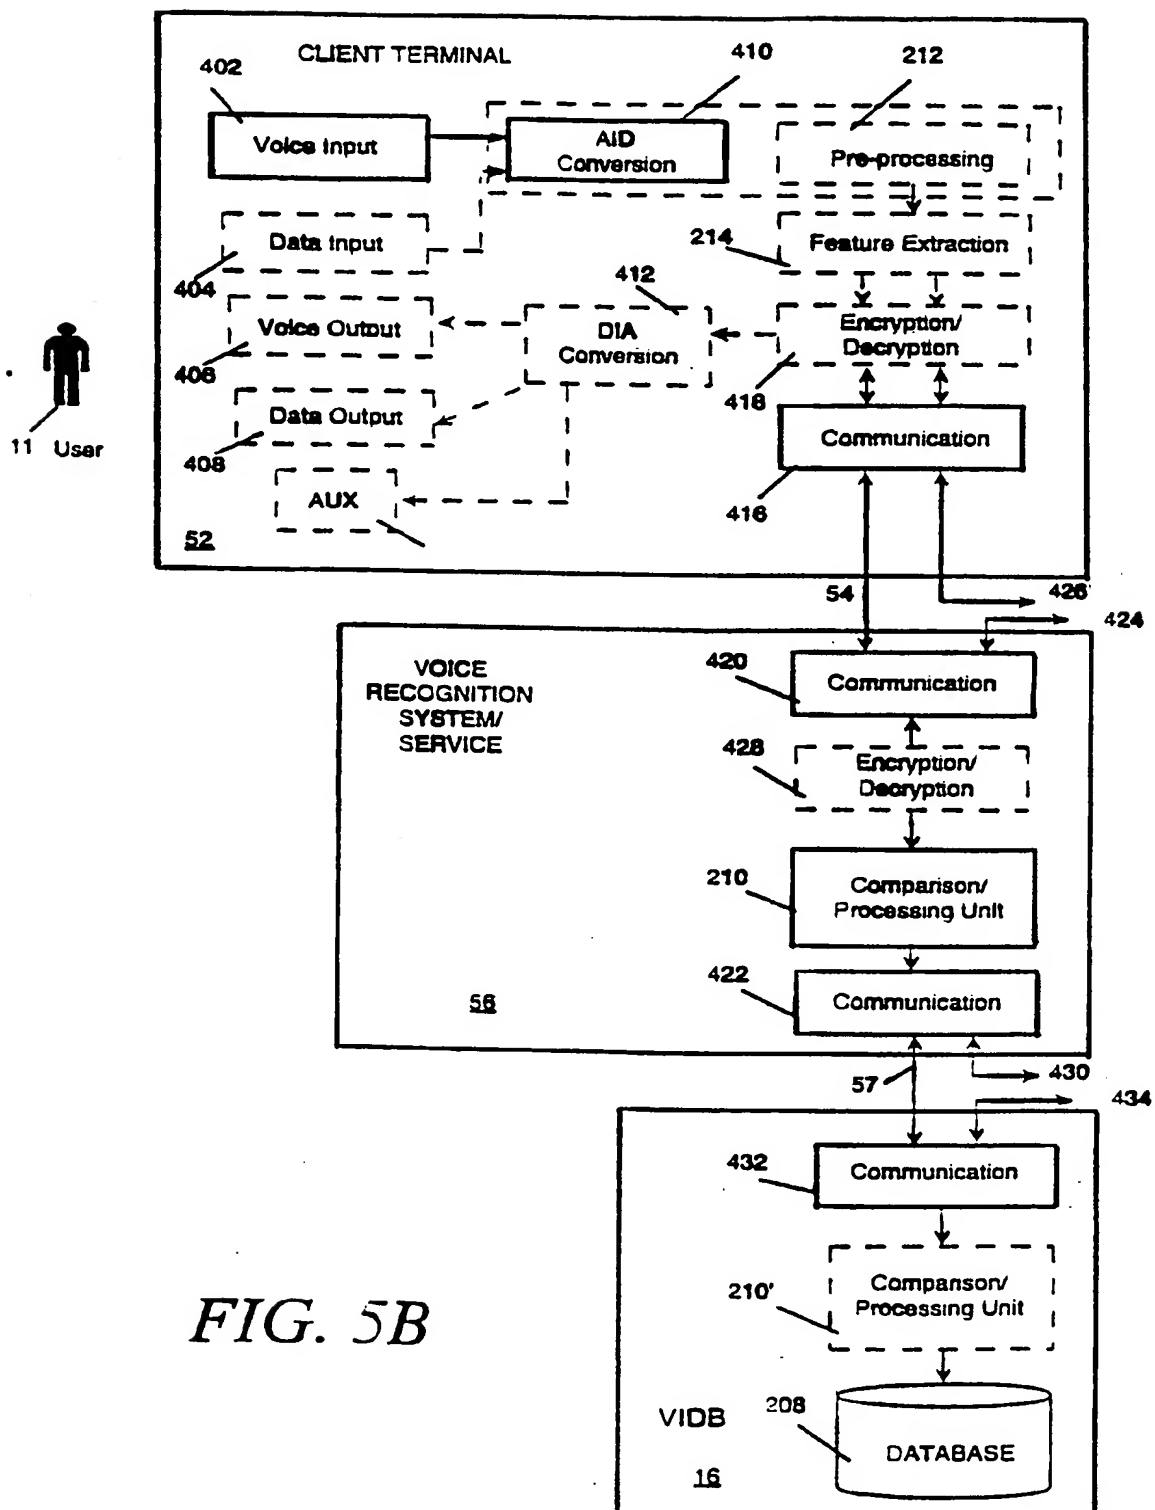 CLIENT TERMINAL
402
410
212
Voice Input
AID
Conversion
Pre-processing
Data Input
404
214
Feature Extraction
412
Voice Output
406
DIA
Conversion
Encryption/
Decryption
418
Data Output
408
Communication
416
11 User
AUX
52
54
426
424
VOICE
RECOGNITION
SYSTEM/
SERVICE
420
Communication
428
Encryption/
Decryption
210
Comparison/
Processing Unit
422
Communication
56
57
430
434
432
Communication
210'
Comparison/
Processing Unit
FIG. 5B
VIDB
208
DATABASE
16